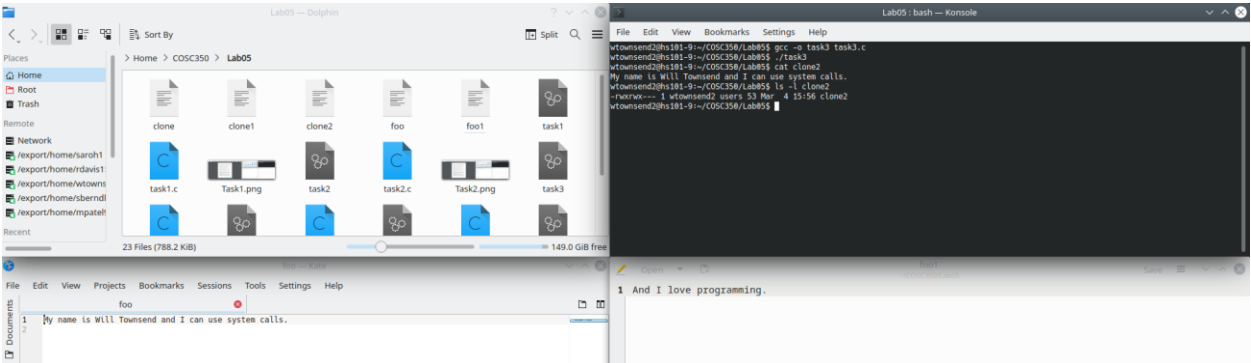 Lab05 — Dolphin
Sort By
Split
Places
Home
Root
Trash
Remote
Network
/export/home/saroh1
/export/home/rdavis1
/export/home/wtowns
/export/home/sberndl
/export/home/mpatel
Recent
> Home > COSC350 > Lab05
clone
clone1
clone2
foo
foo1
task1
task1.c
Task1.png
task2
task2.c
Task2.png
task3
23 Files (788.2 KiB)
149.0 GiB free
Lab05 : bash — Konsole
File Edit View Bookmarks Settings Help
wtownsend2@hs101-9:~/COSC350/Lab05$ gcc -o task3 task3.c
wtownsend2@hs101-9:~/COSC350/Lab05$ ./task3
wtownsend2@hs101-9:~/COSC350/Lab05$ cat clone2
My name is Will Townsend and I can use system calls.
wtownsend2@hs101-9:~/COSC350/Lab05$ ls -l clone2
-rwxrwx--- 1 wtownsend2 users 53 Mar 4 15:56 clone2
wtownsend2@hs101-9:~/COSC350/Lab05$
foo — Kate
File Edit View Projects Bookmarks Sessions Tools Settings Help
Documents
foo
1 My name is Will Townsend and I can use system calls.
2
Open
foo1
Save
1 And I love programming.